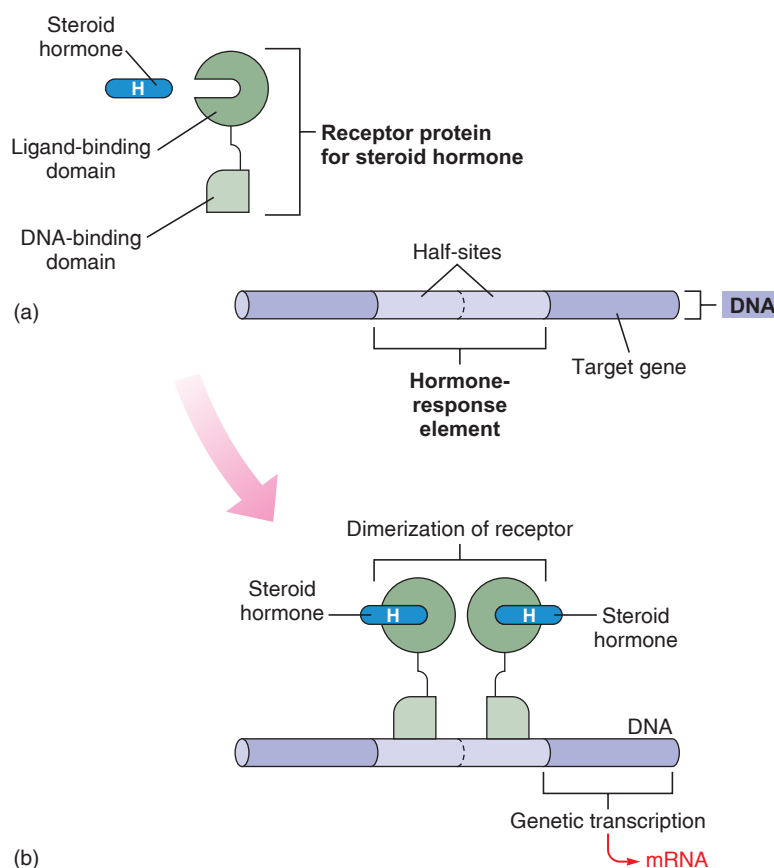 Steroid
hormone
H
Ligand-binding
domain
Receptor protein
for steroid hormone
DNA-binding
domain
Half-sites
(a)
DNA
Target gene
Hormone-
response
element
Dimerization of receptor
Steroid
hormone
H
H
Steroid
hormone
DNA
Genetic transcription
mRNA
(b)